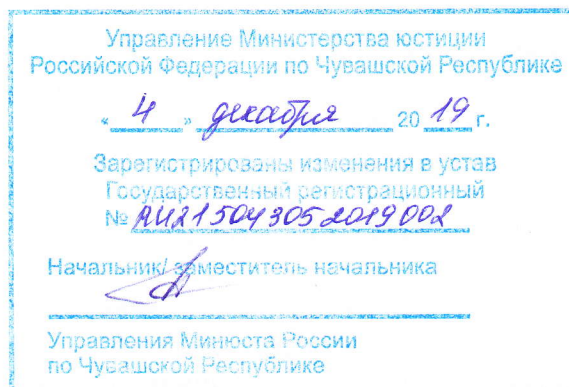 Управление Министерства юстиции
Российской Федерации по Чувашской Республике
« 4 » декабря 20 19 г.
Зарегистрированы изменения в устав
Государственный регистрационный
№ RU215043052019002
Начальник/ заместитель начальника
Управления Минюста России
по Чувашской Республике